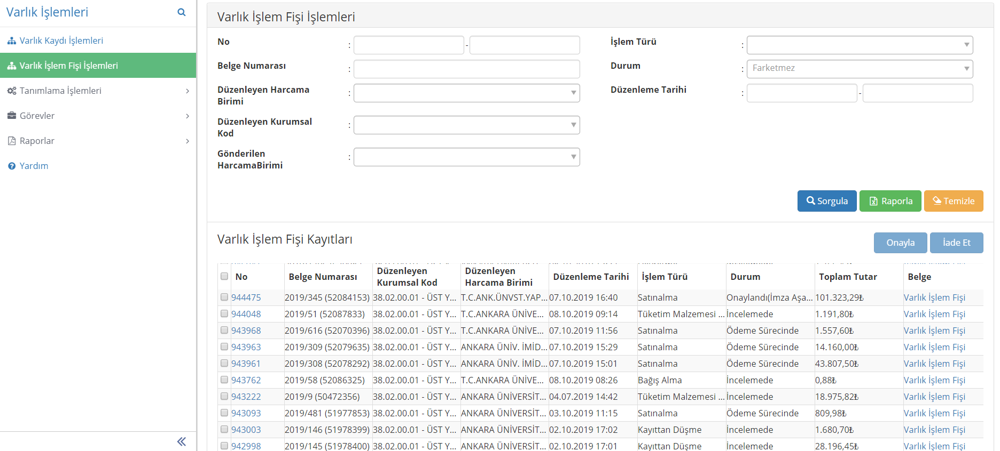 Varlık İşlemleri
Varlık Kaydı İşlemleri
Varlık İşlem Fişi İşlemleri
Tanımlama İşlemleri
Görevler
Raporlar
Yardım
Varlık İşlem Fişi İşlemleri
No : -
İşlem Türü :
Belge Numarası :
Durum : Farketmez
Düzenleyen Harcama
Birimi :
Düzenleme Tarihi : -
Düzenleyen Kurumsal
Kod :
Gönderilen
HarcamaBirimi :
Sorgula Raporla Temizle
Varlık İşlem Fişi Kayıtları
Onayla İade Et
No Belge Numarası Düzenleyen Kurumsal Kod Düzenleyen Harcama Birimi Düzenleme Tarihi İşlem Türü Durum Toplam Tutar Belge
944475 2019/345 (52084153) 38.02.00.01 - ÜST Y... T.C.ANK.ÜNVST.YAP... 07.10.2019 16:40 Satınalma Onaylandı(İmza Aşa... 101.323,29₺ Varlık İşlem Fişi
944048 2019/51 (52087833) 38.02.00.01 - ÜST Y... T.C.ANKARA ÜNİVE... 08.10.2019 09:14 Tüketim Malzemesi ... İncelemede 1.191,80₺ Varlık İşlem Fişi
943968 2019/616 (52070396) 38.02.00.01 - ÜST Y... T.C.ANKARA ÜNİVE... 07.10.2019 11:56 Satınalma Ödeme Sürecinde 1.557,60₺ Varlık İşlem Fişi
943963 2019/309 (52079635) 38.02.00.01 - ÜST Y... ANKARA ÜNİV. İMİD... 07.10.2019 15:29 Satınalma Ödeme Sürecinde 14.160,00₺ Varlık İşlem Fişi
943961 2019/308 (52078292) 38.02.00.01 - ÜST Y... ANKARA ÜNİV. İMİD... 07.10.2019 15:01 Satınalma Ödeme Sürecinde 43.807,50₺ Varlık İşlem Fişi
943762 2019/58 (52086325) 38.02.00.01 - ÜST Y... T.C.ANKARA ÜNİVE... 08.10.2019 08:26 Bağış Alma İncelemede 0,88₺ Varlık İşlem Fişi
943222 2019/9 (50472356) 38.02.00.01 - ÜST Y... ANKARA ÜNİVERSİT... 04.07.2019 14:42 Tüketim Malzemesi ... İncelemede 18.975,82₺ Varlık İşlem Fişi
943093 2019/481 (51977853) 38.02.00.01 - ÜST Y... ANKARA ÜNİVERSİT... 03.10.2019 11:15 Satınalma Ödeme Sürecinde 809,98₺ Varlık İşlem Fişi
943003 2019/146 (51978399) 38.02.00.01 - ÜST Y... ANKARA ÜNİVERSİT... 02.10.2019 17:02 Kayıttan Düşme İncelemede 1.680,70₺ Varlık İşlem Fişi
942998 2019/145 (51978400) 38.02.00.01 - ÜST Y... ANKARA ÜNİVERSİT... 02.10.2019 17:01 Kayıttan Düşme İncelemede 28.196,45₺ Varlık İşlem Fişi